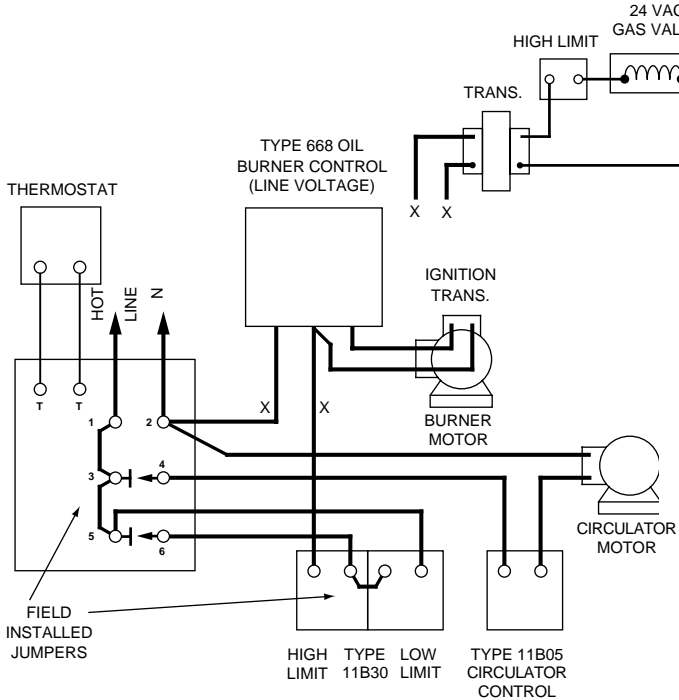 24 VAC
GAS VAL
HIGH LIMIT
TRANS.
TYPE 668 OIL
BURNER CONTROL
(LINE VOLTAGE)
THERMOSTAT
X X
IGNITION
TRANS.
HOT
LINE
N
T T
X X
1 2
BURNER
MOTOR
3 4
5 6
CIRCULATOR
MOTOR
FIELD
INSTALLED
JUMPERS
HIGH
LIMIT
TYPE
11B30
LOW
LIMIT
TYPE 11B05
CIRCULATOR
CONTROL